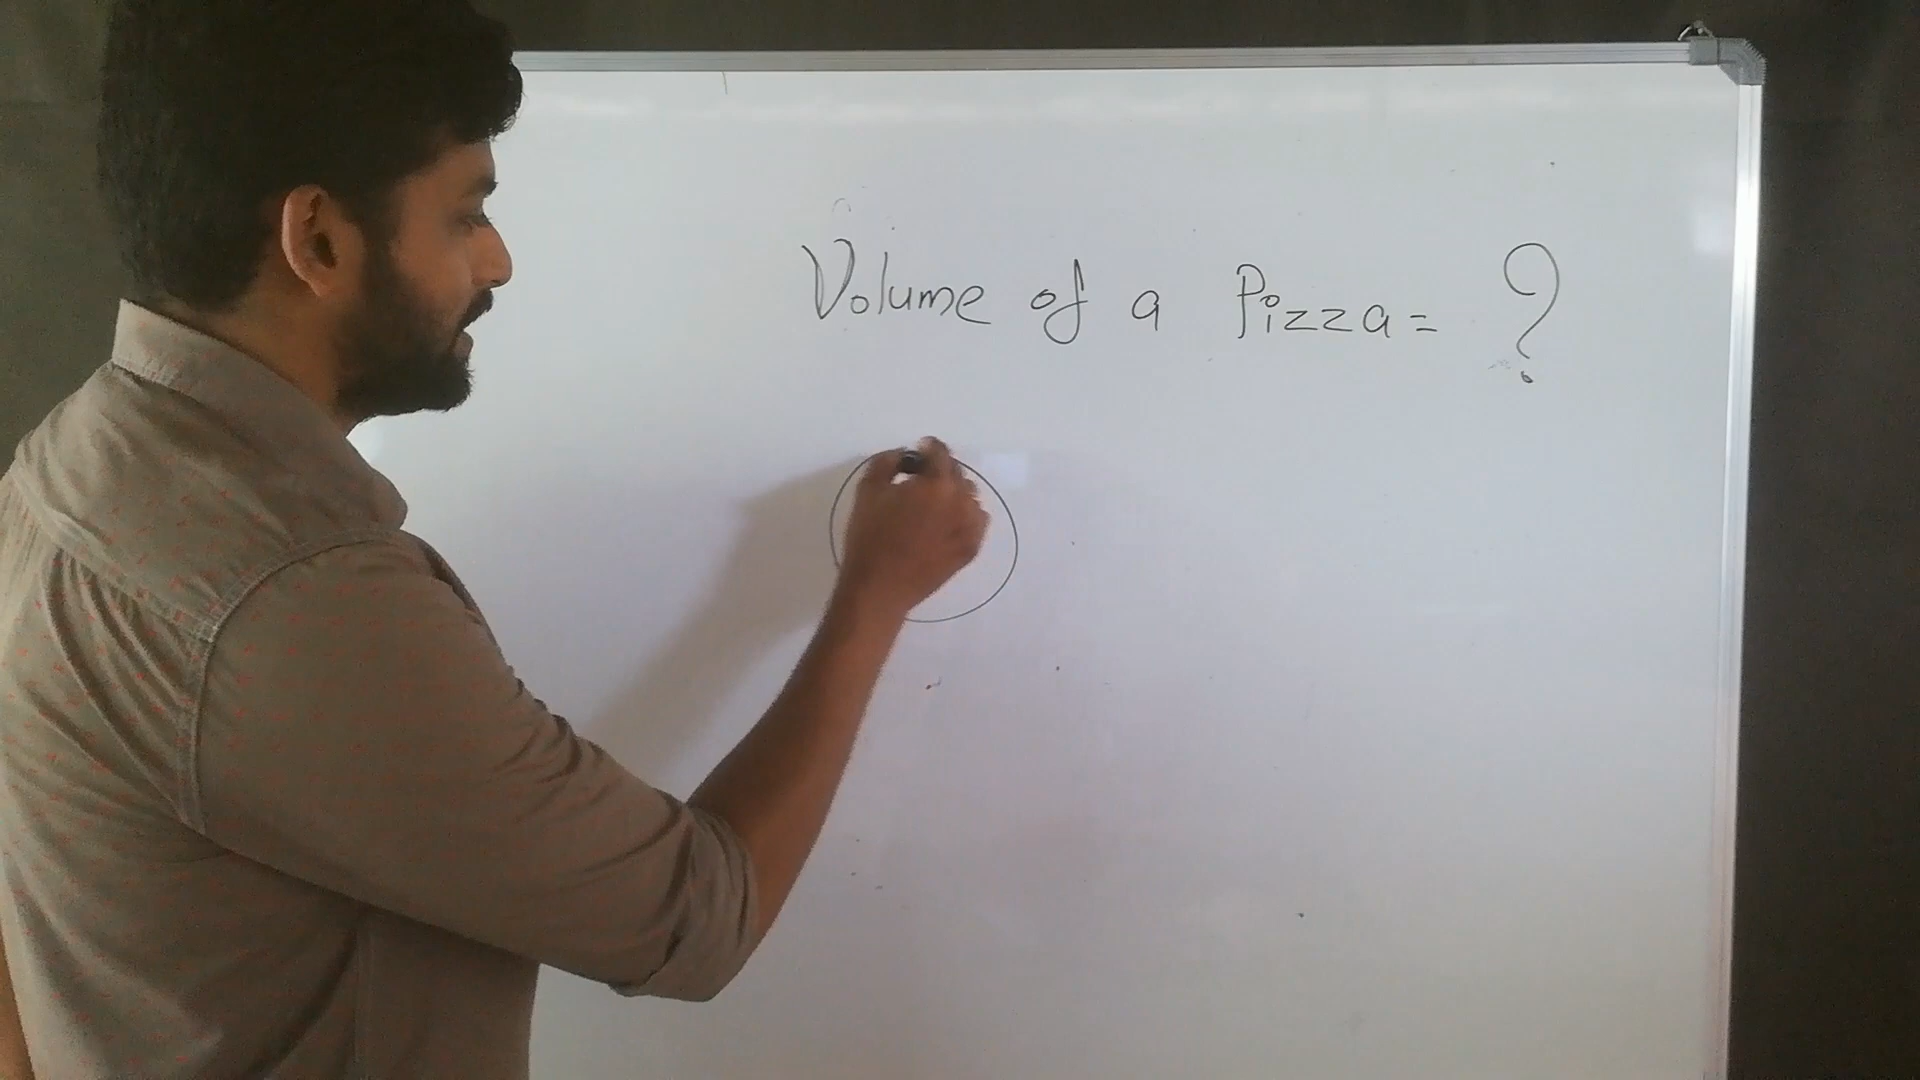 Volume of a Pizza = ?